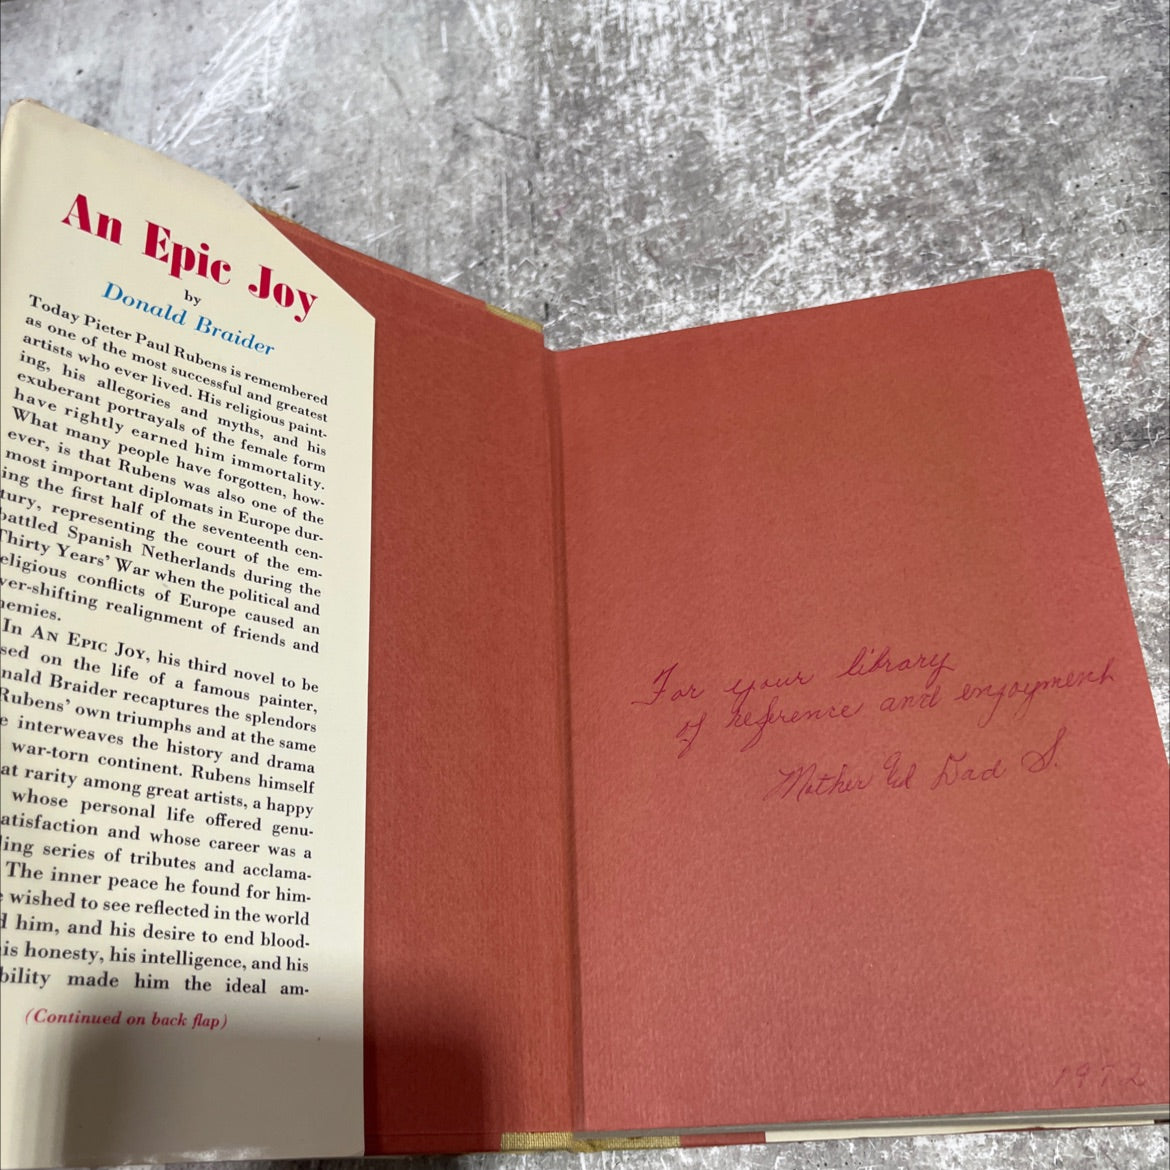 An Epic Joy
by
Donald Braider
Today Pieter Paul Rubens is remembered
as one of the most successful and greatest
artists who ever lived. His religious paint-
ing, his allegories and myths, and his
exuberant portrayals of the female form
have rightly earned him immortality.
What many people have forgotten, how-
ever, is that Rubens was also one of the
most important diplomats in Europe dur-
ing the first half of the seventeenth cen-
tury, representing the court of the em-
battled Spanish Netherlands during the
Thirty Years' War when the political and
eligious conflicts of Europe caused an
ver-shifting realignment of friends and
nemies.
In AN EPIC JOY, his third novel to be
sed on the life of a famous painter,
nald Braider recaptures the splendors
Rubens' own triumphs and at the same
e interweaves the history and drama
war-torn continent. Rubens himself
at rarity among great artists, a happy
whose personal life offered genu-
atisfaction and whose career was a
ling series of tributes and acclama-
The inner peace he found for him-
e wished to see reflected in the world
d him, and his desire to end blood-
is honesty, his intelligence, and his
bility made him the ideal am-
(Continued on back flap)
For your library
of reference and enjoyment
Mother Dad S.
1972